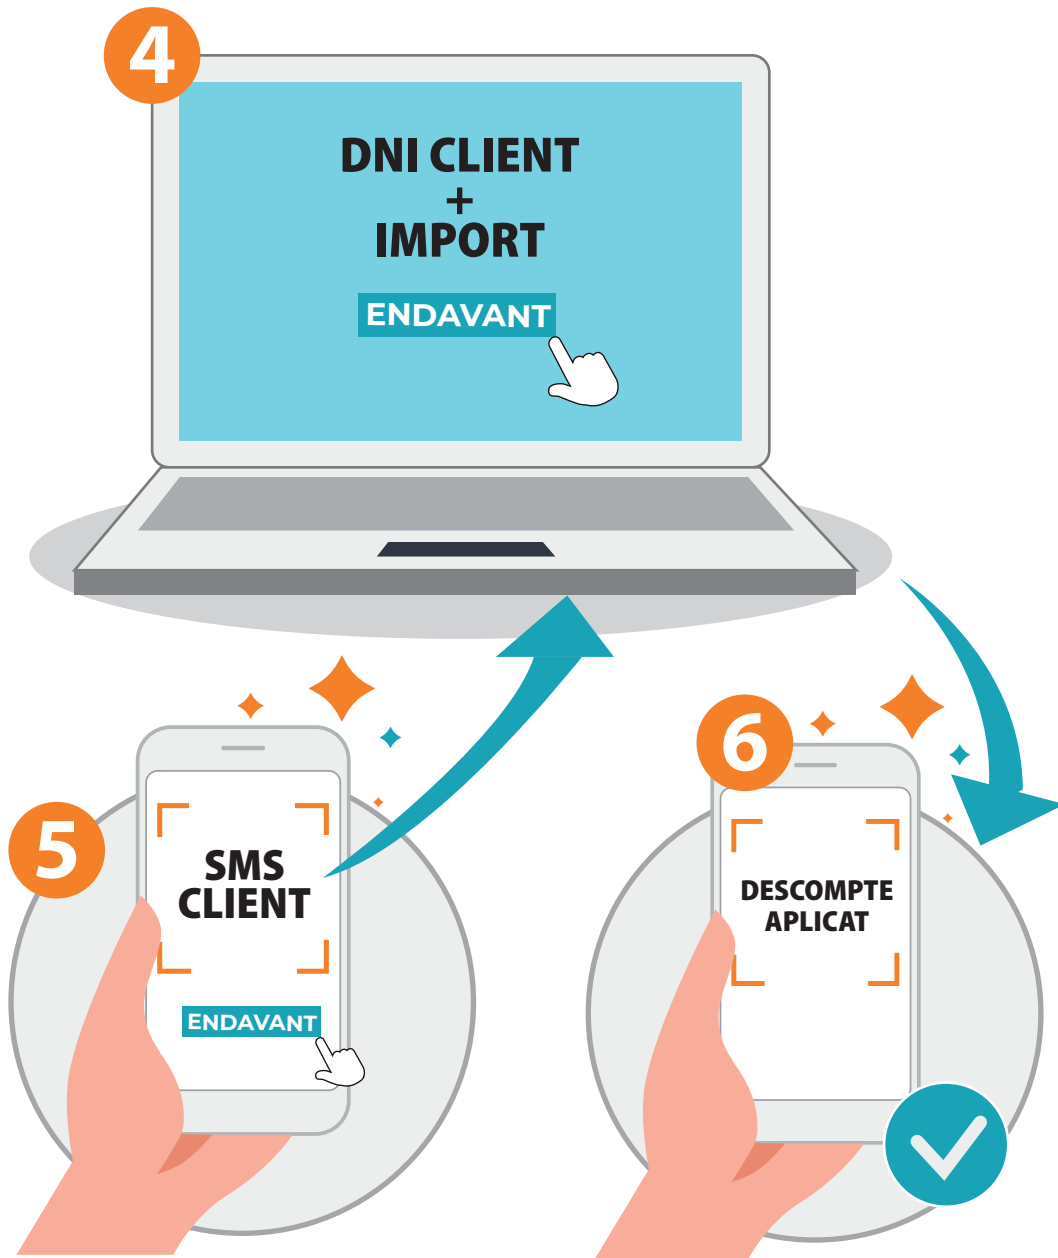 4
DNI CLIENT
+
IMPORT
ENDAVANT
5
SMS
CLIENT
ENDAVANT
6
DESCOMPTE
APLICAT